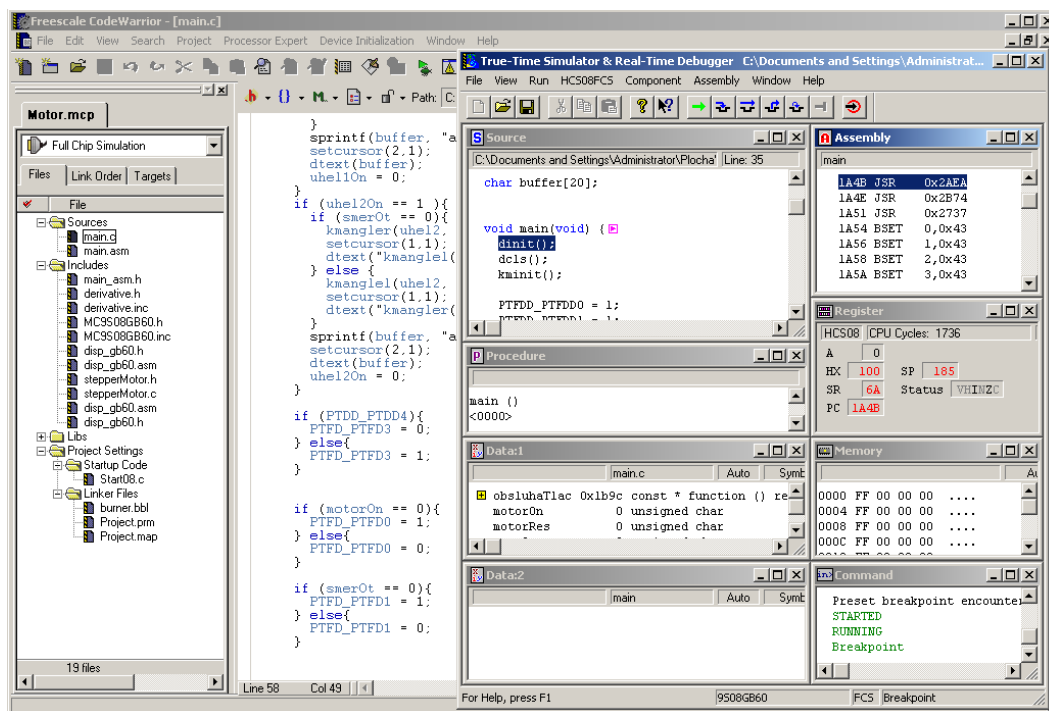 Freescale CodeWarrior - [main.c]
File Edit View Search Project Processor Expert Device Initialization Window Help
Path: C:
Motor.mcp
Full Chip Simulation
Files Link Order Targets
File
Sources
main.c
main.asm
Includes
main_asm.h
derivative.h
derivative.inc
MC9S08GB60.h
MC9S08GB60.inc
disp_gb60.h
disp_gb60.asm
stepperMotor.h
stepperMotor.c
disp_gb60.asm
disp_gb60.h
Libs
Project Settings
Startup Code
Start08.c
Linker Files
burner.bbl
Project.prm
Project.map
19 files
}
sprintf(buffer, "a
setcursor(2,1);
dtext(buffer);
uhel1On = 0;
}
if (uhel2On == 1 ){
if (smerOt == 0){
kmangler(uhel2,
setcursor(1,1);
dtext("kmanglel(
} else {
kmanglel(uhel2,
setcursor(1,1);
dtext("kmangler(
}
sprintf(buffer, "a
setcursor(2,1);
dtext(buffer);
uhel2On = 0;
}
if (PTDD_PTDD4){
PTFD_PTFD3 = 0;
} else{
PTFD_PTFD3 = 1;
}
if (motorOn == 0){
PTFD_PTFD0 = 1;
} else{
PTFD_PTFD0 = 0;
}
if (smerOt == 0){
PTFD_PTFD1 = 1;
} else{
PTFD_PTFD1 = 0;
}
Line 58 Col 49
True-Time Simulator & Real-Time Debugger C:\Documents and Settings\Administrat...
File View Run HCS08FCS Component Assembly Window Help
Source
C:\Documents and Settings\Administrator\Plocha' Line: 35
char buffer[20];
void main(void) {
dinit();
dcls();
kminit();
PTFDD_PTFDD0 = 1;
PTFDD_PTFDD1 = 1;
Assembly
main
1A4B JSR 0x2AEA
1A4E JSR 0x2B74
1A51 JSR 0x2737
1A54 BSET 0,0x43
1A56 BSET 1,0x43
1A58 BSET 2,0x43
1A5A BSET 3,0x43
Procedure
main ()
<0000>
Register
HCS08 CPU Cycles: 1736
A 0
HX 100 SP 185
SR 6A Status VHINZC
PC 1A4B
Data:1
main.c Auto Symb
obsluhaTlac 0x1b9c const * function () re
motorOn 0 unsigned char
motorRes 0 unsigned char
Memory
Au
0000 FF 00 00 00 ....
0004 FF 00 00 00 ....
0008 FF 00 00 00 ....
000C FF 00 00 00 ....
Data:2
main Auto Symb
Command
Preset breakpoint encounter
STARTED
RUNNING
Breakpoint
For Help, press F1 9S08GB60 FCS Breakpoint